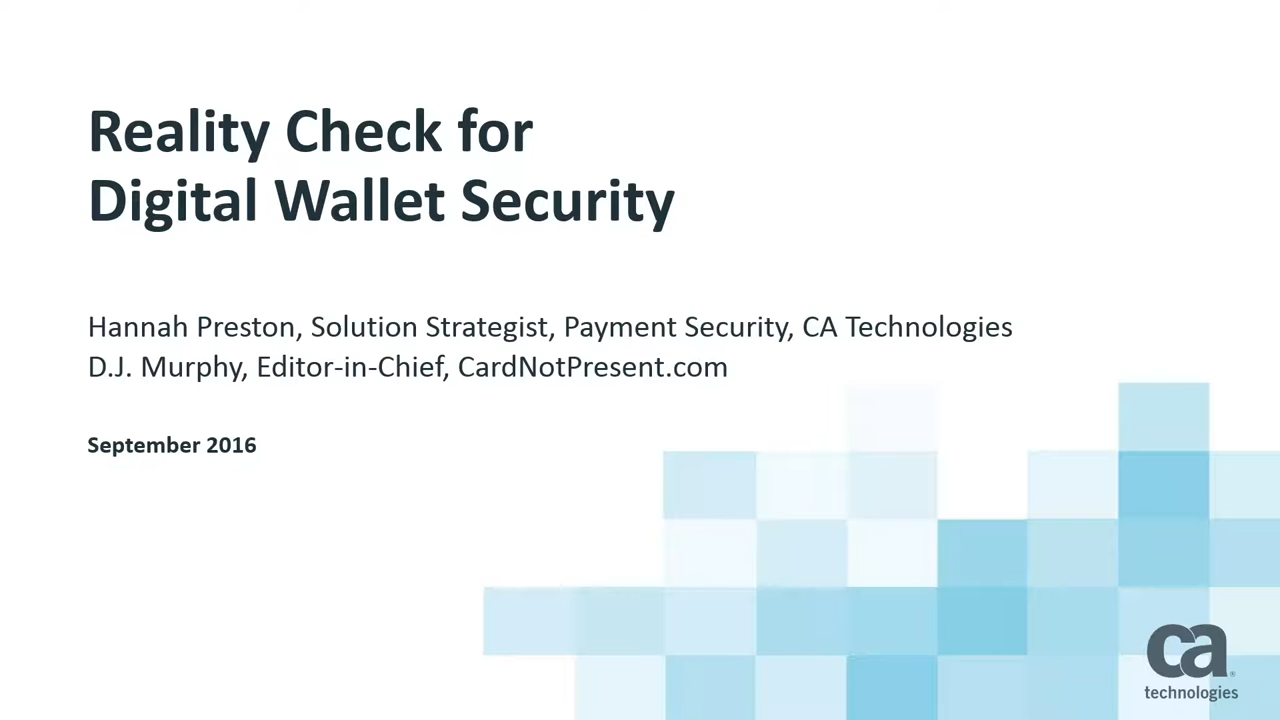 Reality Check for
Digital Wallet Security
Hannah Preston, Solution Strategist, Payment Security, CA Technologies
D.J. Murphy, Editor-in-Chief, CardNotPresent.com
September 2016
ca®
technologies